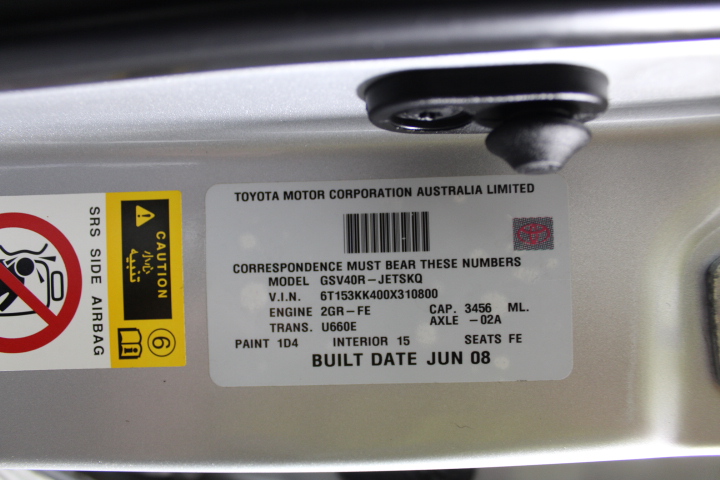 TOYOTA MOTOR CORPORATION AUSTRALIA LIMITED
CORRESPONDENCE MUST BEAR THESE NUMBERS
MODEL GSV40R-JETSKQ
V.I.N. 6T153KK400X310800
ENGINE 2GR-FE CAP. 3456 ML.
TRANS. U660E AXLE -02A
PAINT 1D4 INTERIOR 15 SEATS FE
BUILT DATE JUN 08
CAUTION
تنبيه
SRS SIDE AIRBAG
6